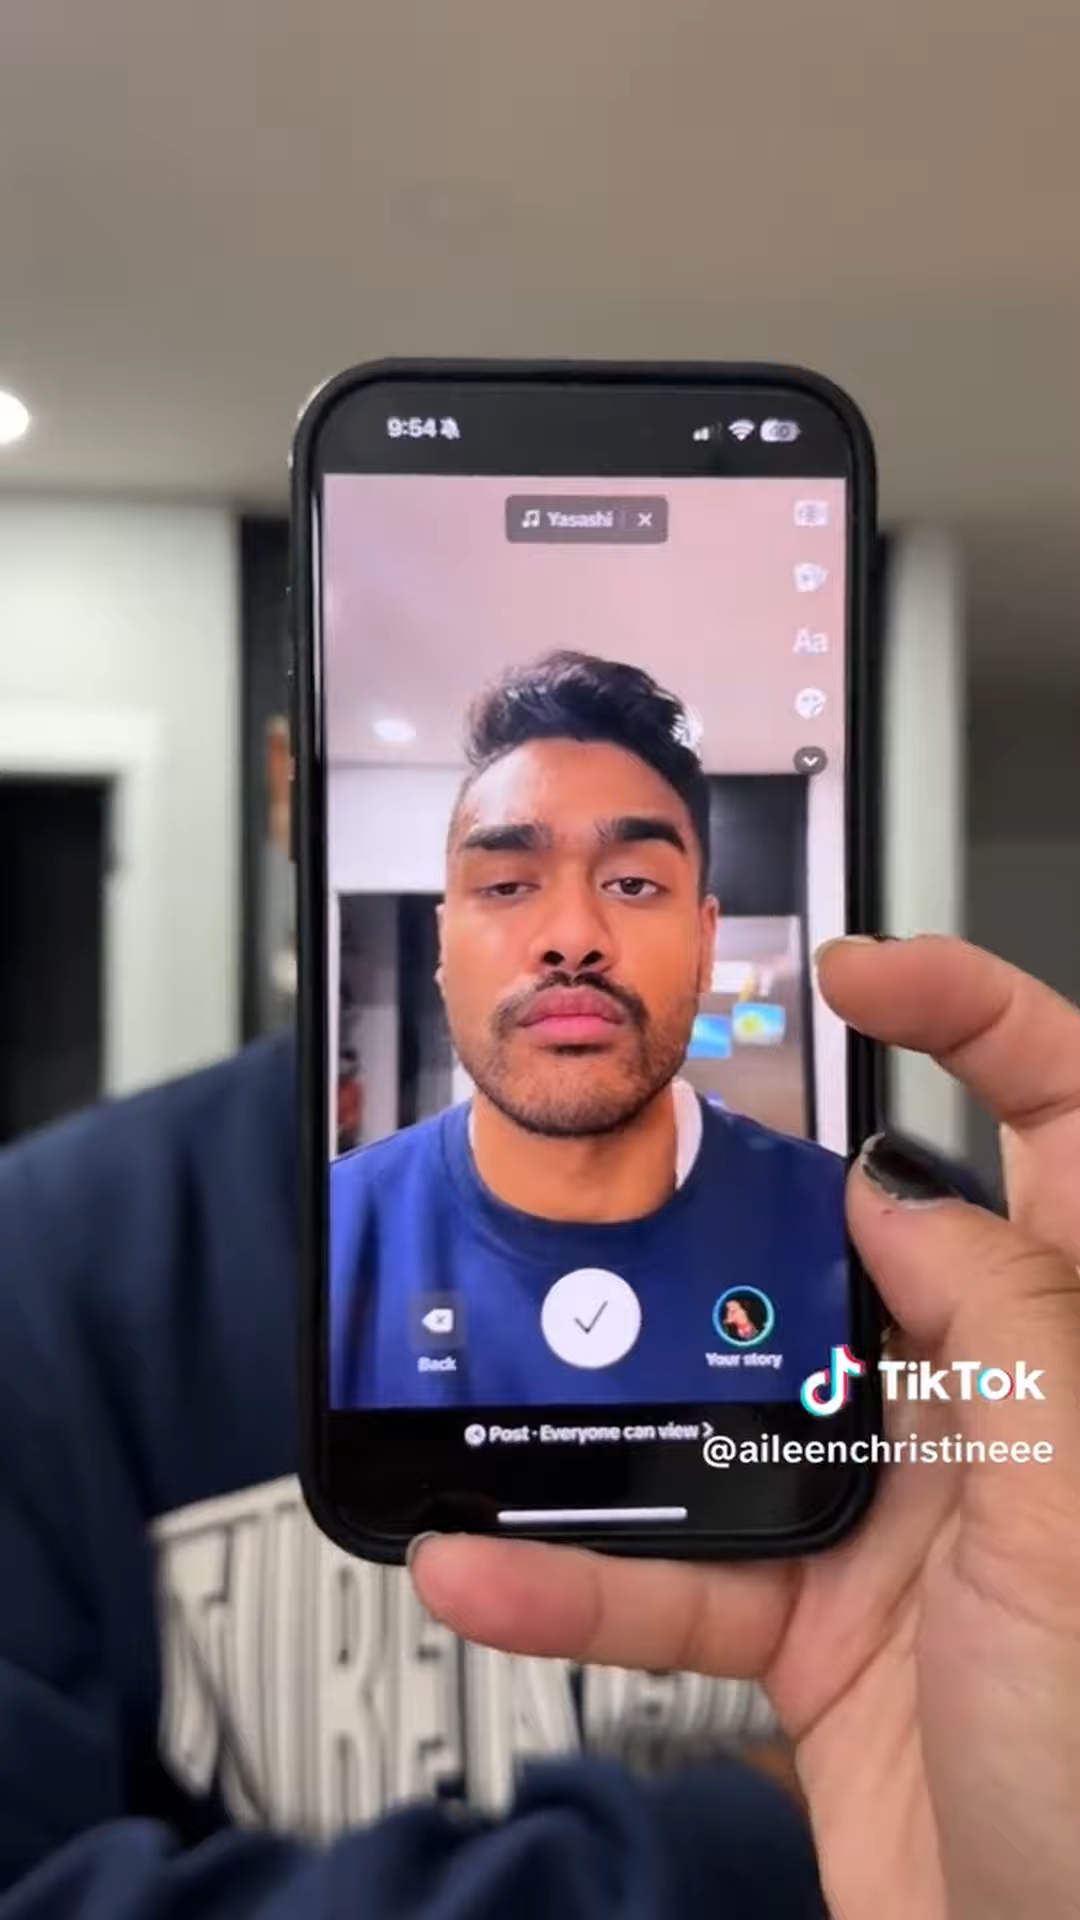 9:54
Yasashi
Aa
Back
Your story
Post · Everyone can view
TikTok
@aileenchristineee